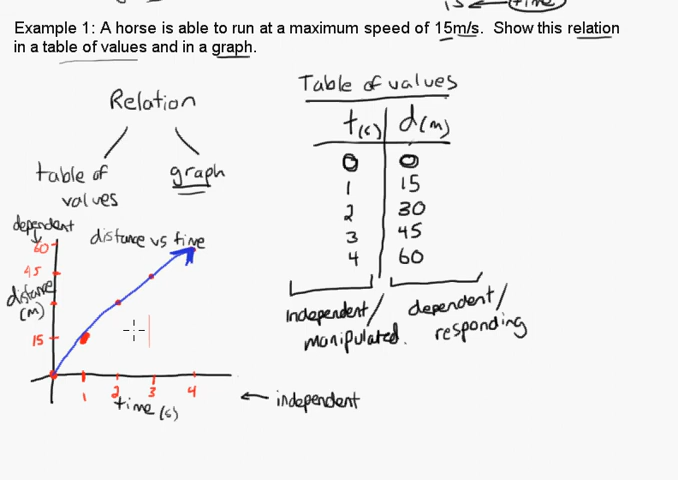 15 ← time
Example 1: A horse is able to run at a maximum speed of 15m/s. Show this relation
in a table of values and in a graph.
Table of values
Relation
t(s) d(m)
0 0
1 15
2 30
3 45
4 60
table of
values
graph
dependent
distance vs time
60
45
distance
(m)
15
1 2 3 4
time (s)
independent/
manipulated.
dependent/
responding
← independent